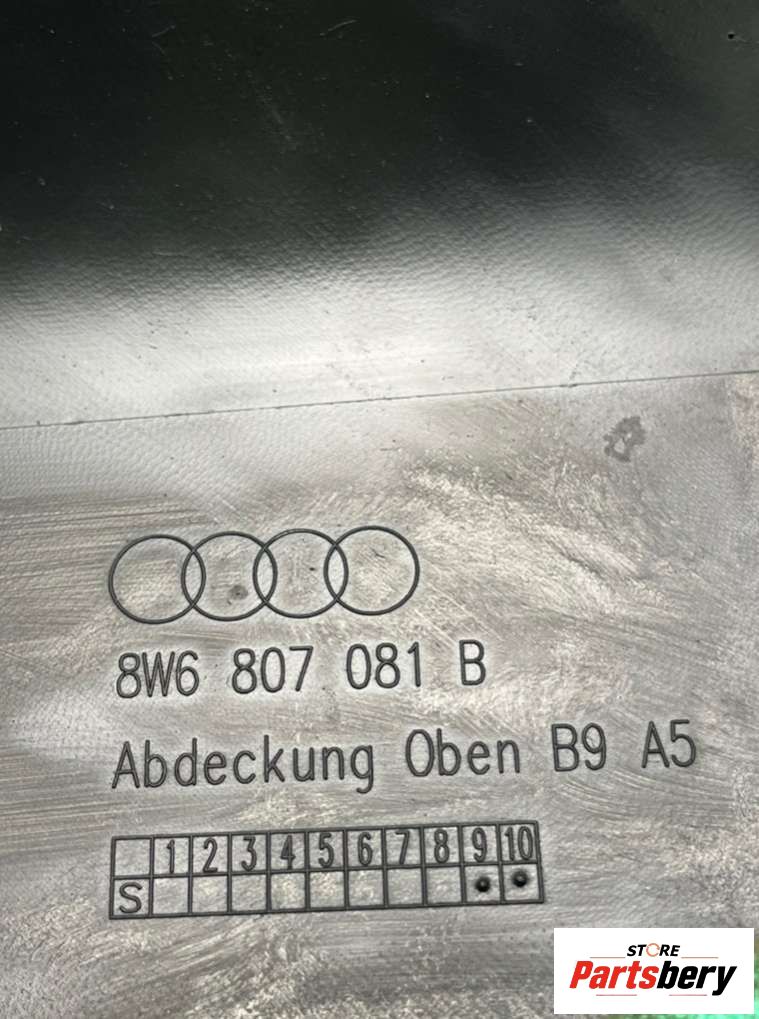 8W6 807 081 B
Abdeckung Oben B9 A5
1 2 3 4 5 6 7 8 9 10
S
STORE
Partsbery